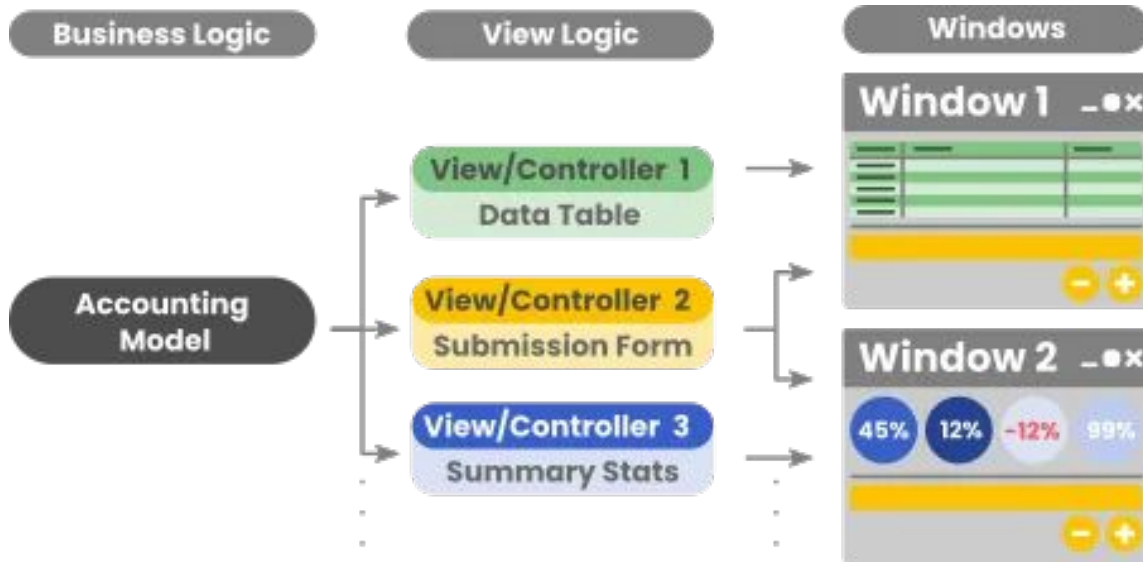 Business Logic
View Logic
Windows
Accounting
Model
View/Controller 1
Data Table
View/Controller 2
Submission Form
View/Controller 3
Summary Stats
Window 1
Window 2
45% 12% -12% 99%